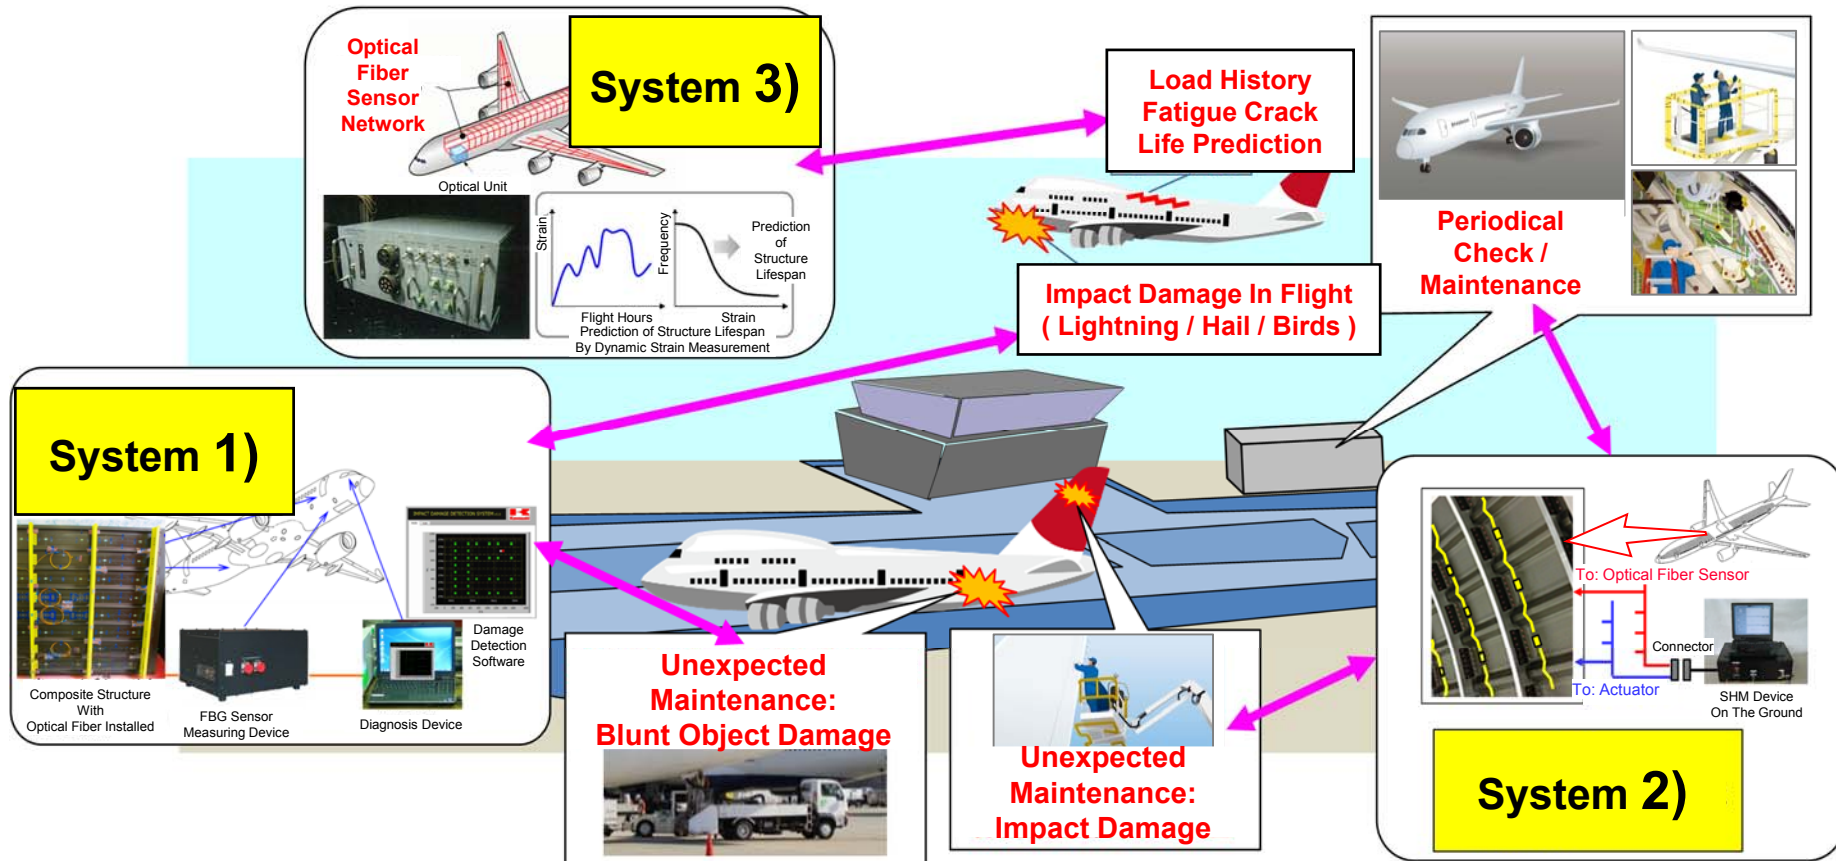 Optical
Fiber
Sensor
Network
System 3)
Optical Unit
Strain
Flight Hours
Frequency
Strain
Prediction
of
Structure
Lifespan
Prediction of Structure Lifespan
By Dynamic Strain Measurement
Load History
Fatigue Crack
Life Prediction
Impact Damage In Flight
( Lightning / Hail / Birds )
Periodical
Check /
Maintenance
System 1)
IMPACT DAMAGE DETECTION SYSTEM
Damage
Detection
Software
Composite Structure
With
Optical Fiber Installed
FBG Sensor
Measuring Device
Diagnosis Device
Unexpected
Maintenance:
Blunt Object Damage
Unexpected
Maintenance:
Impact Damage
To: Optical Fiber Sensor
Connector
To: Actuator
SHM Device
On The Ground
System 2)